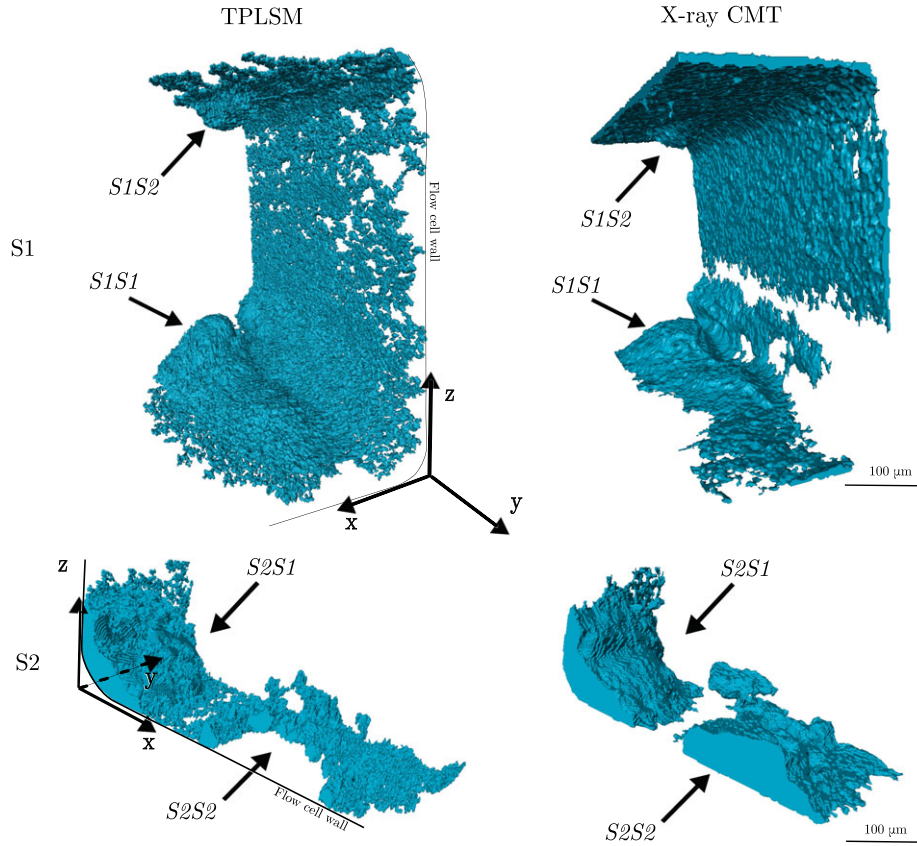 TPLSM
X-ray CMT
S1S2
S1S2
Flow cell wall
S1
S1S1
S1S1
z
x
y
100 µm
z
S2S1
S2S1
S2
y
x
S2S2
Flow cell wall
S2S2
100 µm